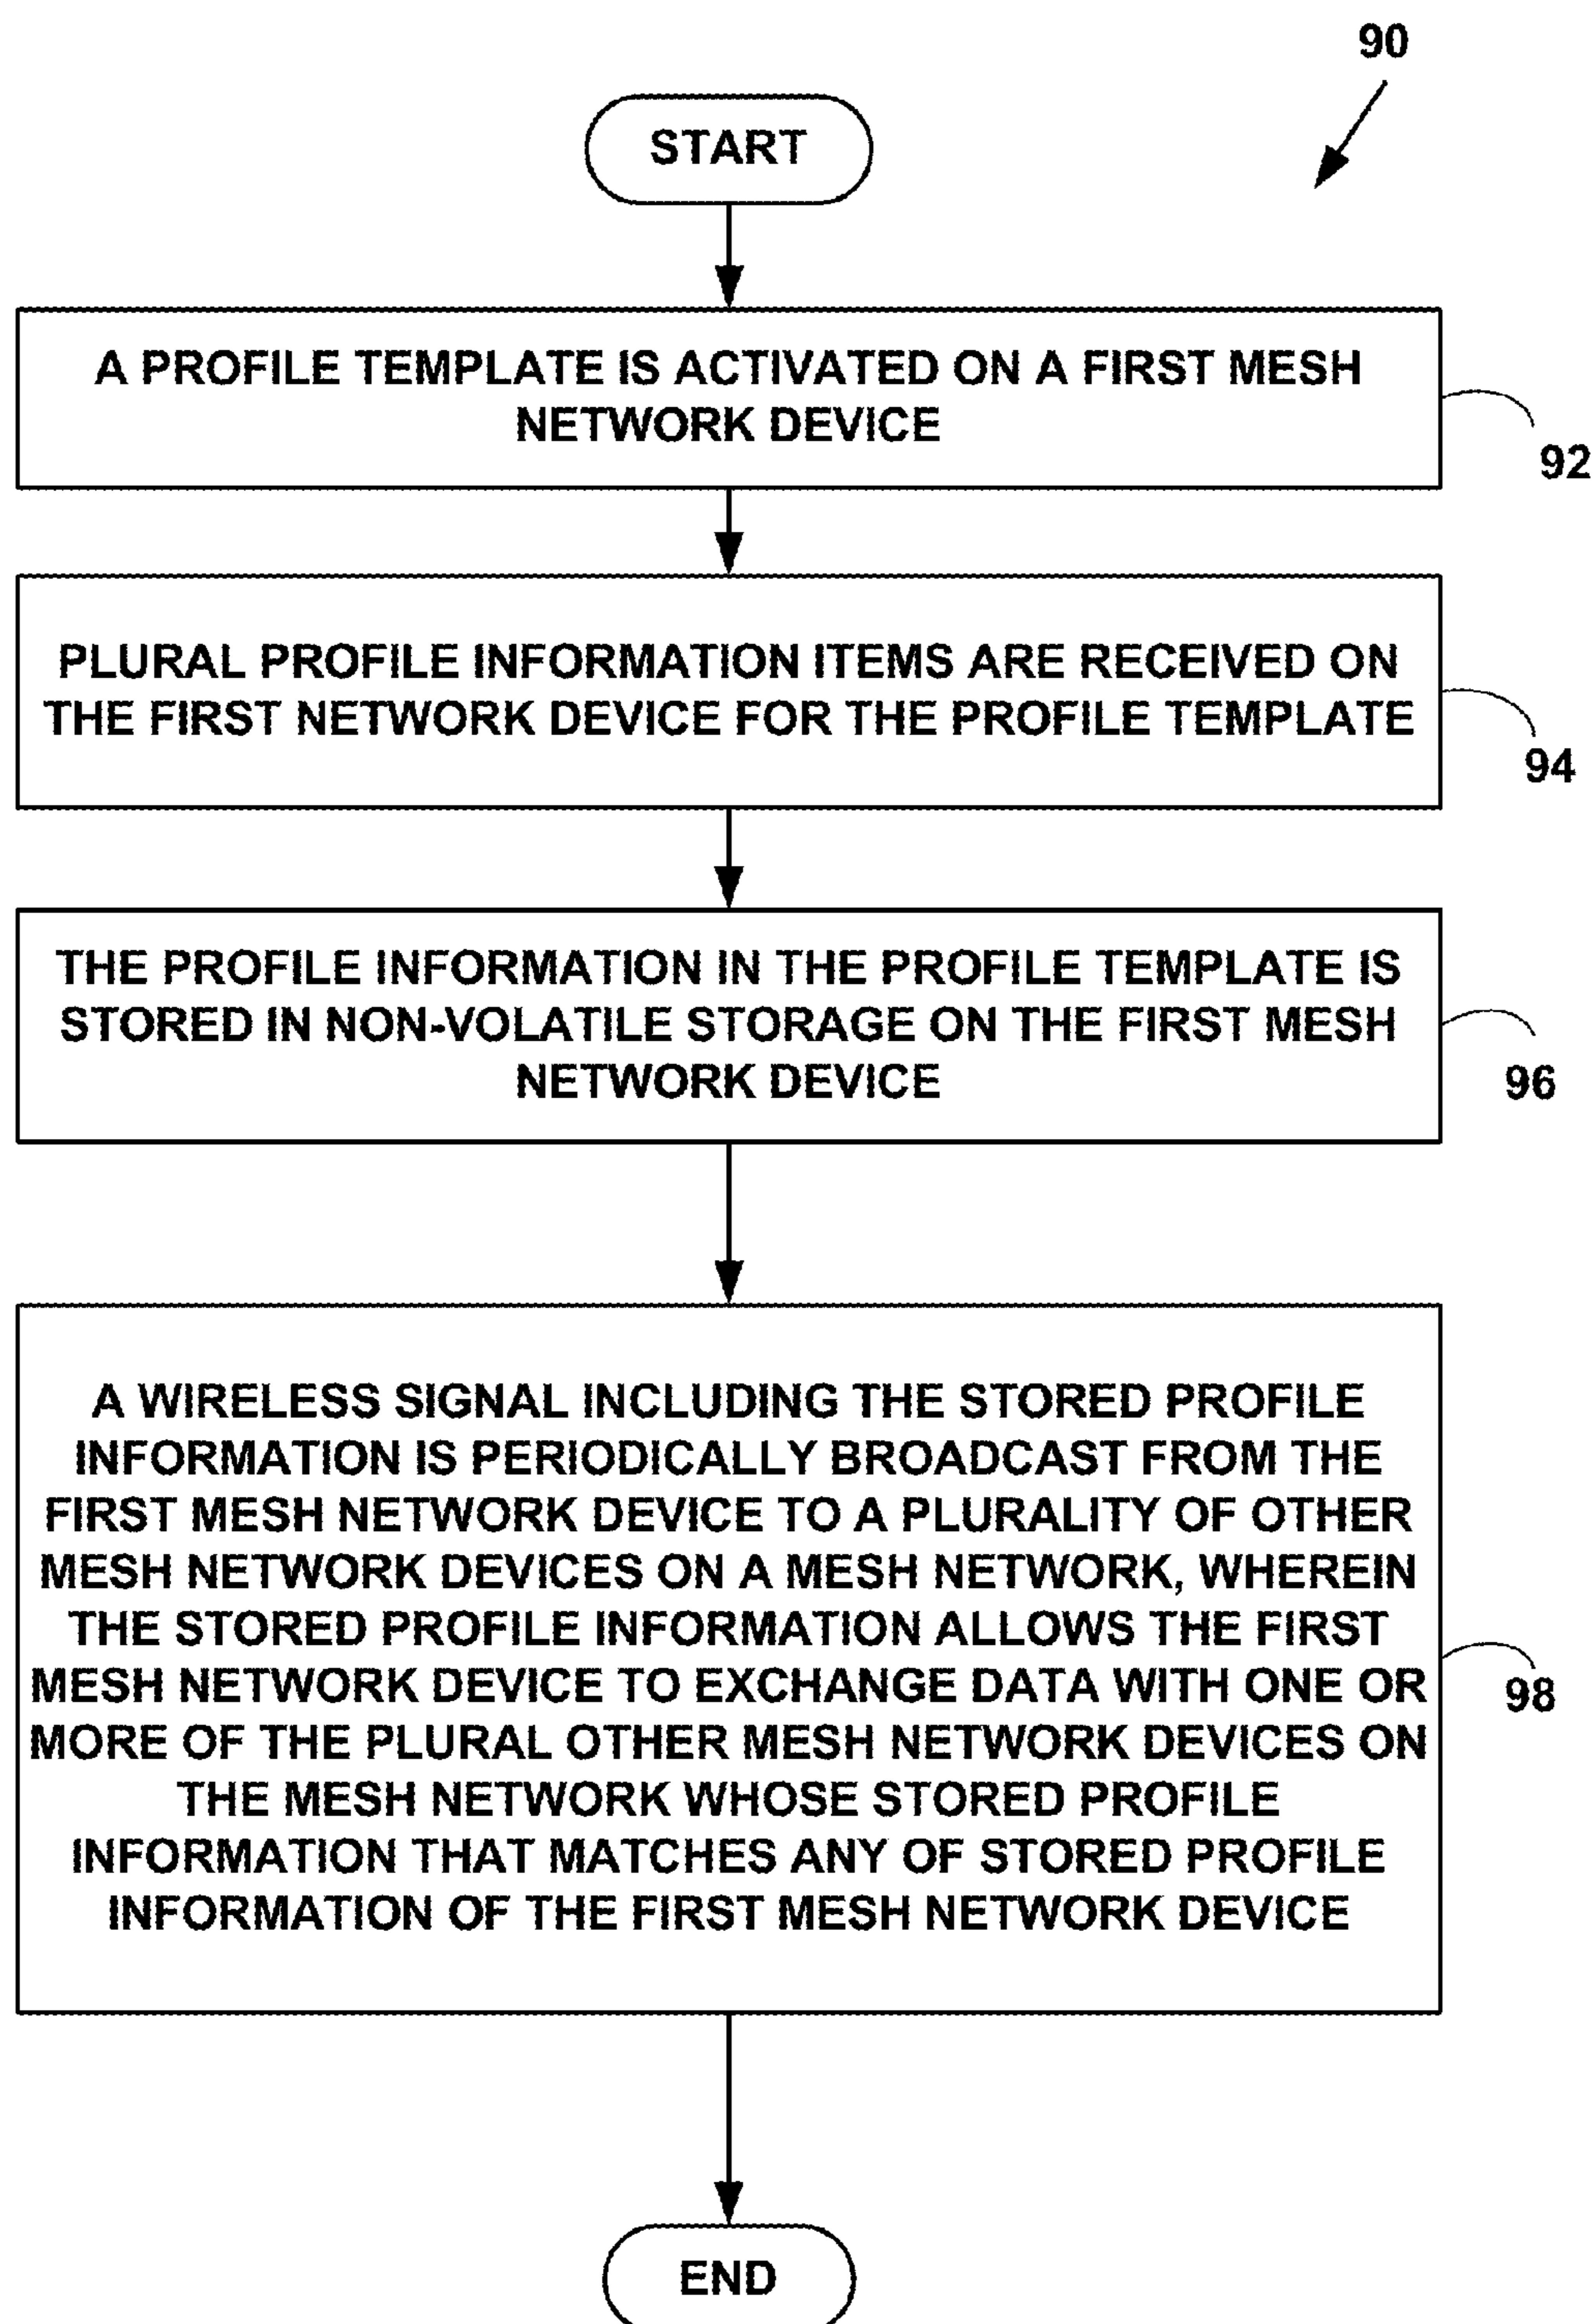 90
START
A PROFILE TEMPLATE IS ACTIVATED ON A FIRST MESH
NETWORK DEVICE
92
PLURAL PROFILE INFORMATION ITEMS ARE RECEIVED ON
THE FIRST NETWORK DEVICE FOR THE PROFILE TEMPLATE
94
THE PROFILE INFORMATION IN THE PROFILE TEMPLATE IS
STORED IN NON-VOLATILE STORAGE ON THE FIRST MESH
NETWORK DEVICE
96
A WIRELESS SIGNAL INCLUDING THE STORED PROFILE
INFORMATION IS PERIODICALLY BROADCAST FROM THE
FIRST MESH NETWORK DEVICE TO A PLURALITY OF OTHER
MESH NETWORK DEVICES ON A MESH NETWORK, WHEREIN
THE STORED PROFILE INFORMATION ALLOWS THE FIRST
MESH NETWORK DEVICE TO EXCHANGE DATA WITH ONE OR
MORE OF THE PLURAL OTHER MESH NETWORK DEVICES ON
THE MESH NETWORK WHOSE STORED PROFILE
INFORMATION THAT MATCHES ANY OF STORED PROFILE
INFORMATION OF THE FIRST MESH NETWORK DEVICE
98
END